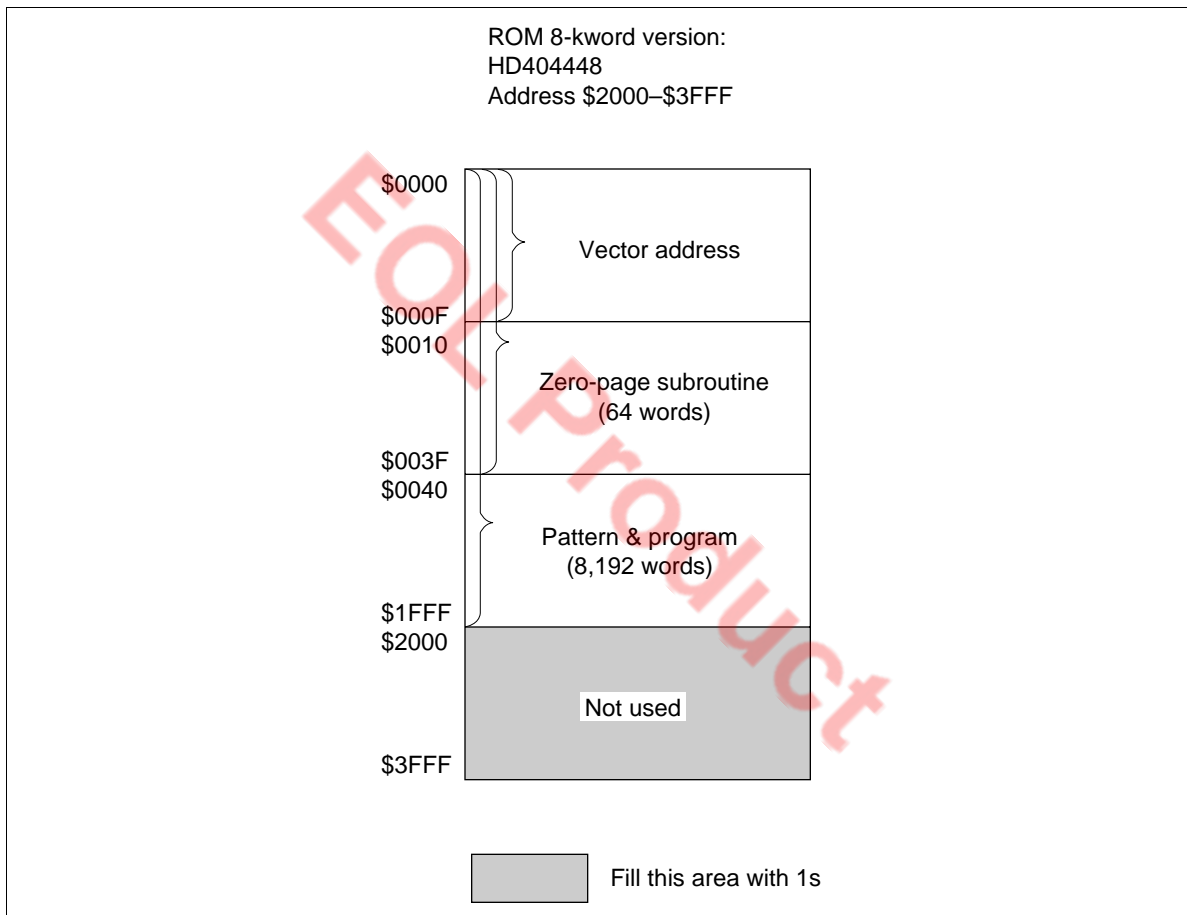 ROM 8-kword version:
HD404448
Address $2000–$3FFF
$0000
Vector address
$000F
$0010
Zero-page subroutine
(64 words)
$003F
$0040
Pattern & program
(8,192 words)
$1FFF
$2000
Not used
$3FFF
Fill this area with 1s
EOL Product